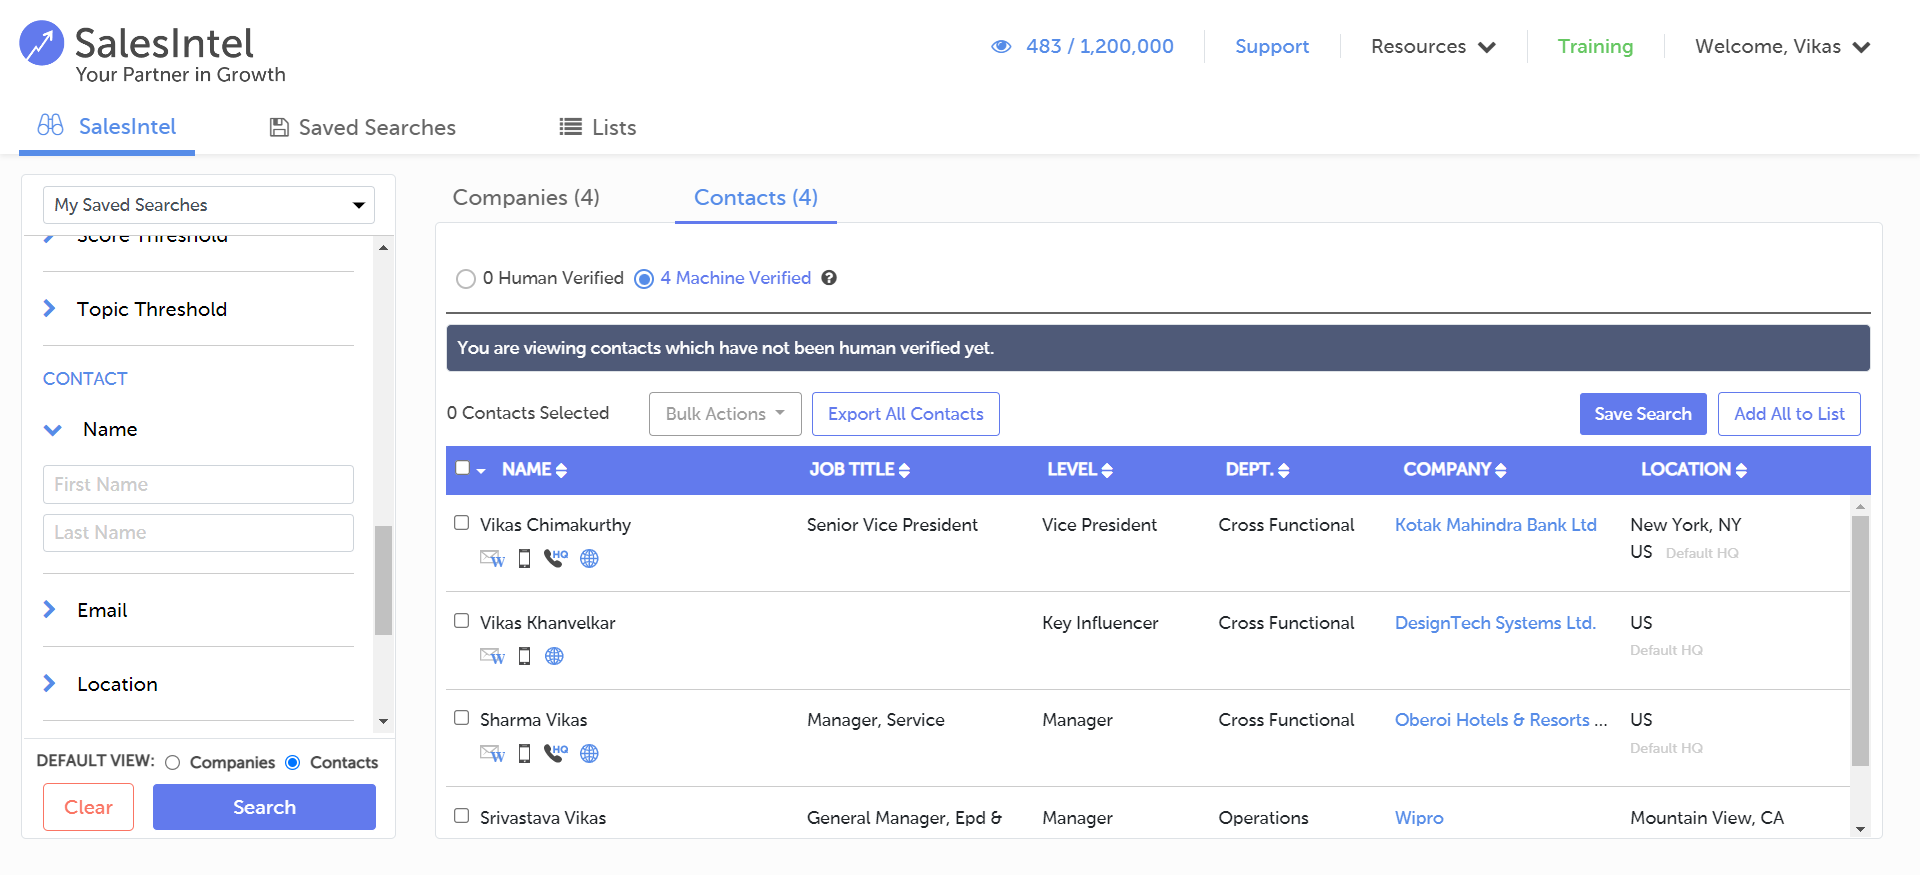 SalesIntel
Your Partner in Growth
483 / 1,200,000
Support
Resources
Training
Welcome, Vikas
SalesIntel
Saved Searches
Lists
My Saved Searches
Score Threshold
Topic Threshold
CONTACT
Name
First Name
Last Name
Email
Location
DEFAULT VIEW: Companies Contacts
Clear
Search
Companies (4)
Contacts (4)
0 Human Verified 4 Machine Verified ?
You are viewing contacts which have not been human verified yet.
0 Contacts Selected
Bulk Actions
Export All Contacts
Save Search
Add All to List
NAME JOB TITLE LEVEL DEPT. COMPANY LOCATION
Vikas Chimakurthy Senior Vice President Vice President Cross Functional Kotak Mahindra Bank Ltd New York, NY
W HQ US Default HQ
Vikas Khanvelkar Key Influencer Cross Functional DesignTech Systems Ltd. US
W Default HQ
Sharma Vikas Manager, Service Manager Cross Functional Oberoi Hotels & Resorts ... US
W HQ Default HQ
Srivastava Vikas General Manager, Epd & Manager Operations Wipro Mountain View, CA